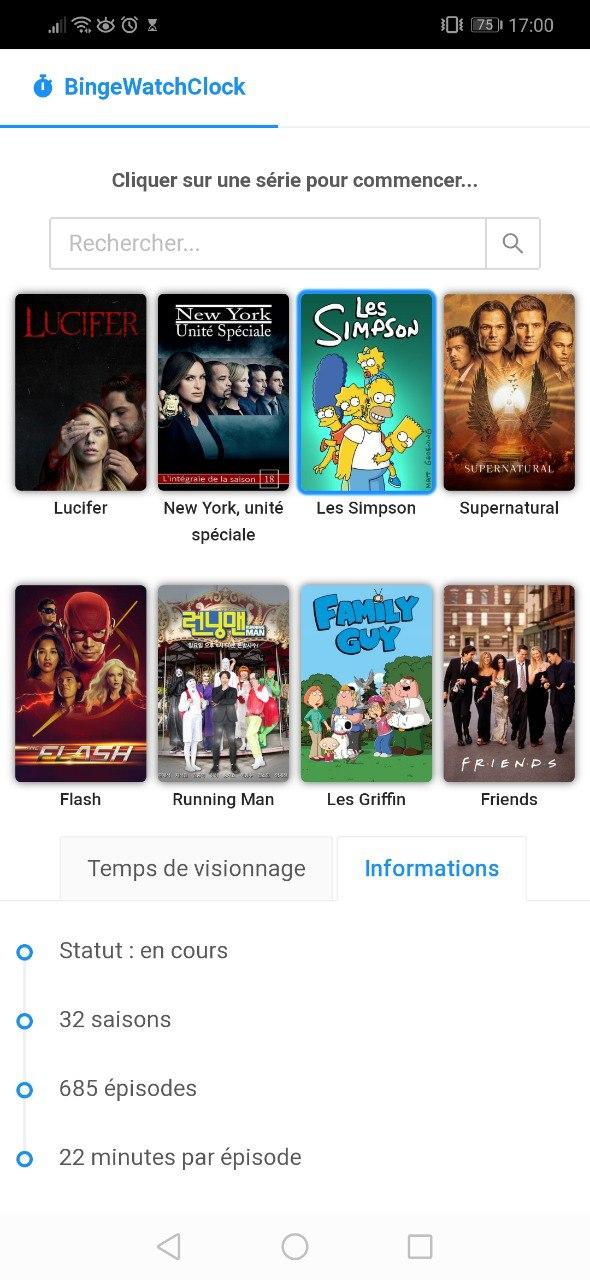 75 17:00
BingeWatchClock
Cliquer sur une série pour commencer...
Rechercher...
LUCIFER
New York
Unité Spéciale
L'intégrale de la saison 18
Les
SIMPSON
MATT GROENING
SUPERNATURAL
Lucifer
New York, unité
spéciale
Les Simpson
Supernatural
THE FLASH
런닝맨
MAN
FAMILY
GUY
FRIENDS
Flash
Running Man
Les Griffin
Friends
Temps de visionnage
Informations
Statut : en cours
32 saisons
685 épisodes
22 minutes par épisode